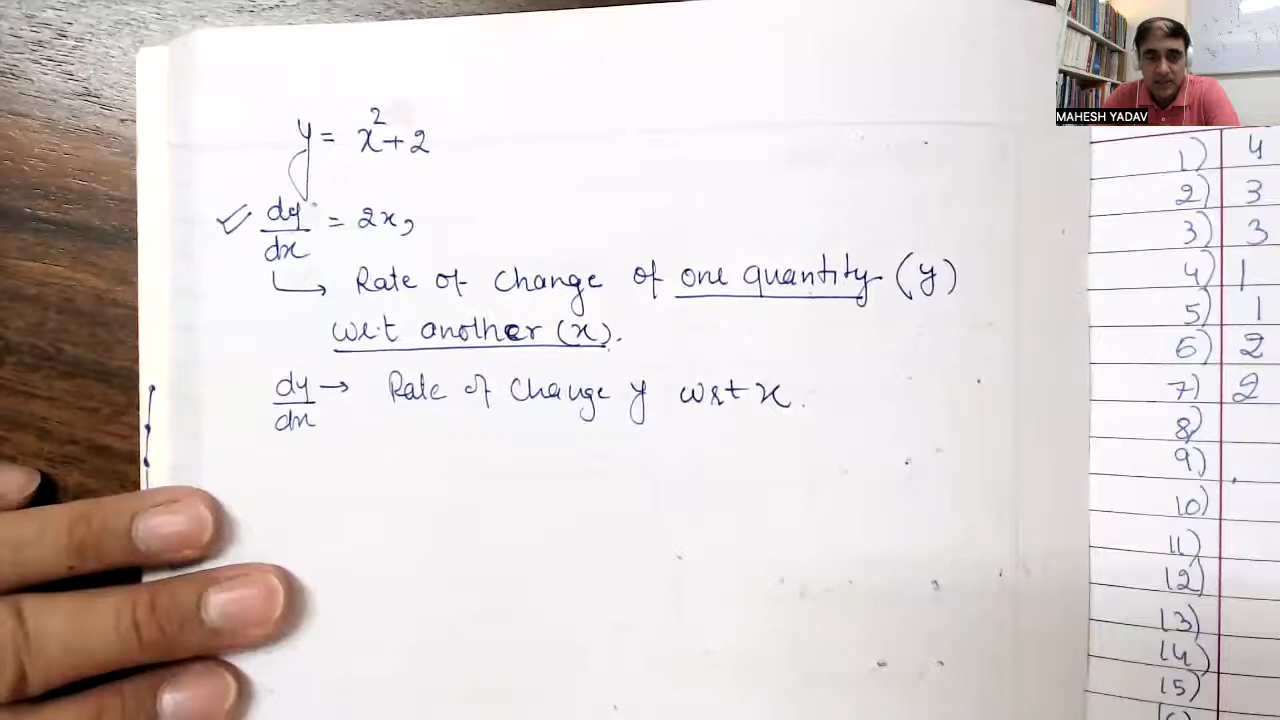 y = x² + 2
dy/dx = 2x,
↳ Rate of change of one quantity (y)
w.r.t another (x).
dy/dx → Rate of change y wrt x.
MAHESH YADAV
1) 4
2) 3
3) 3
4) 1
5) 1
6) 2
7) 2
8)
9)
10)
11)
12)
13)
14)
15)